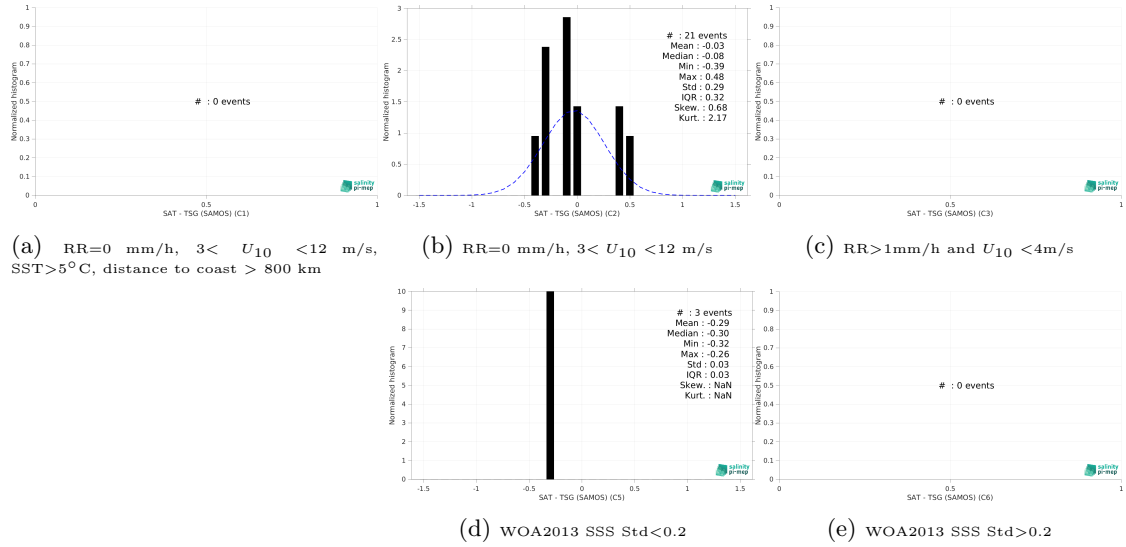 1
0.9
0.8
0.7
0.6
0.5
0.4
0.3
0.2
0.1
0
Normalized histogram
# : 0 events
salinity
pi-mep
0 0.5 1
SAT - TSG (SAMOS) (C1)
(a) RR=0 mm/h, 3< U10 <12 m/s,
SST>5°C, distance to coast > 800 km
3
2.5
2
1.5
1
0.5
0
Normalized histogram
# : 21 events
Mean : -0.03
Median : -0.08
Min : -0.39
Max : 0.48
Std : 0.29
IQR : 0.32
Skew. : 0.68
Kurt. : 2.17
salinity
pi-mep
-1.5 -1 -0.5 0 0.5 1 1.5
SAT - TSG (SAMOS) (C2)
(b) RR=0 mm/h, 3< U10 <12 m/s
1
0.9
0.8
0.7
0.6
0.5
0.4
0.3
0.2
0.1
0
Normalized histogram
# : 0 events
salinity
pi-mep
0 0.5 1
SAT - TSG (SAMOS) (C3)
(c) RR>1mm/h and U10 <4m/s
10
9
8
7
6
5
4
3
2
1
0
Normalized histogram
# : 3 events
Mean : -0.29
Median : -0.30
Min : -0.32
Max : -0.26
Std : 0.03
IQR : 0.03
Skew. : NaN
Kurt. : NaN
salinity
pi-mep
-1.5 -1 -0.5 0 0.5 1 1.5
SAT - TSG (SAMOS) (C5)
(d) WOA2013 SSS Std<0.2
1
0.9
0.8
0.7
0.6
0.5
0.4
0.3
0.2
0.1
0
Normalized histogram
# : 0 events
salinity
pi-mep
0 0.5 1
SAT - TSG (SAMOS) (C6)
(e) WOA2013 SSS Std>0.2